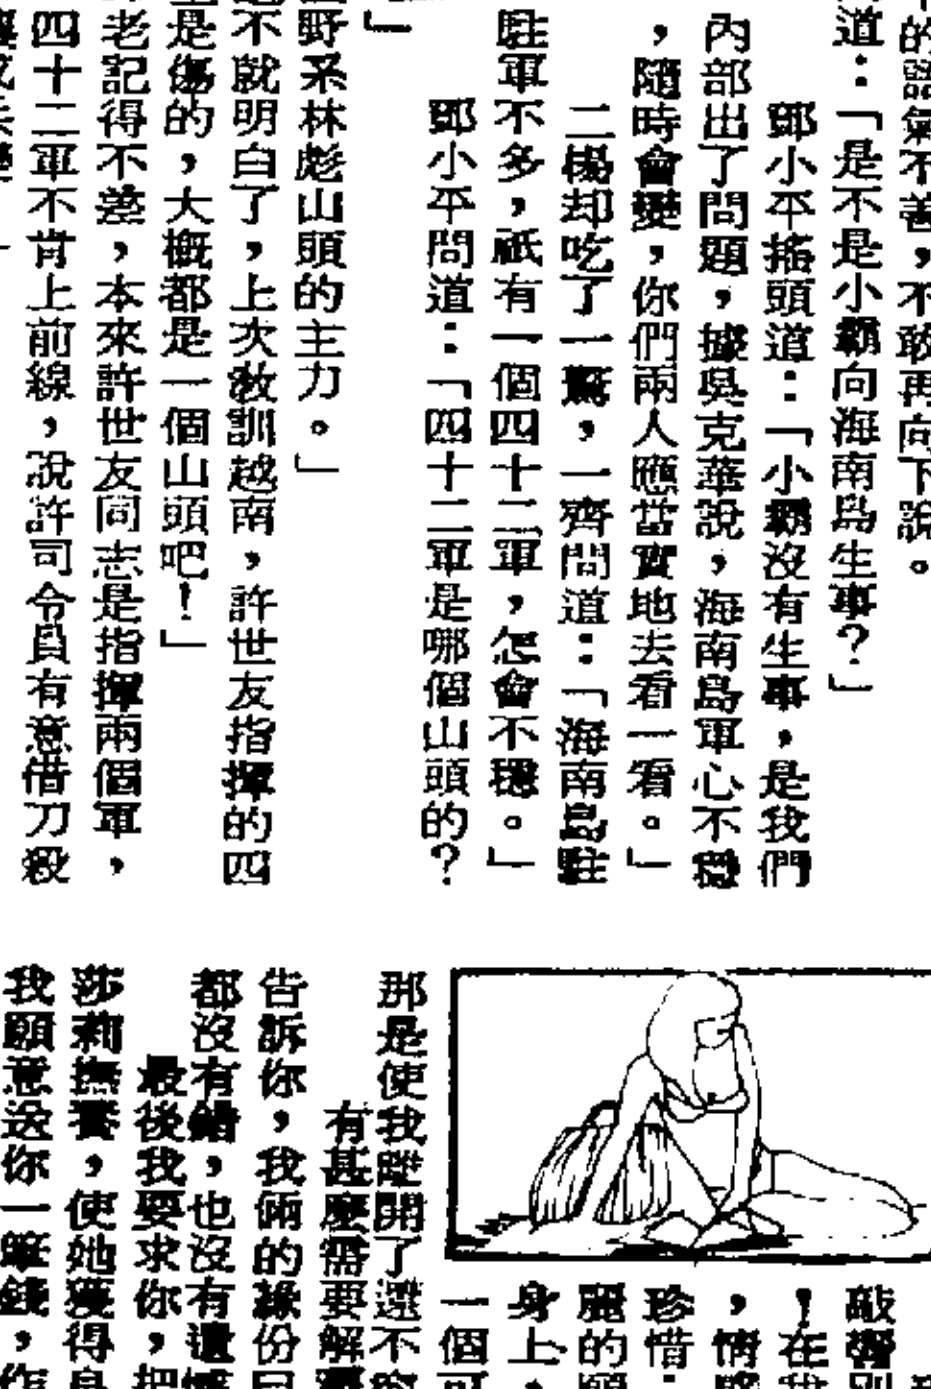 的語氣不善，不敢再向下說。
道：「是不是小霸向海南島生事？」
鄧小平搖頭道：「小霸沒有生事，是我們
內部出了問題，據吳克華說，海南島軍心不穩
，隨時會變，你們兩人應當實地去看一看。」
二楊却吃了一驚，一齊問道：「海南島駐
駐軍不多，祇有一個四十二軍，怎會不穩。」
鄧小平問道：「四十二軍是哪個山頭的？
」
野系林彪山頭的主力。」
不就明白了，上次教訓越南，許世友指揮的四
是傷的，大概都是一個山頭吧！」
老記得不差，本來許世友同志是指揮兩個軍，
四十二軍不肯上前線，說許司令員有意借刀殺
敲
，在我
，情
珍惜
麗的願
身上，
一個可
那是使我離開了還不
有甚麼需要解
告訴你，我倆的緣份
都沒有錯，也沒有遺憾
最後我要求你，把
莎莉撫養，使她獲得
我願意送你一筆錢，作